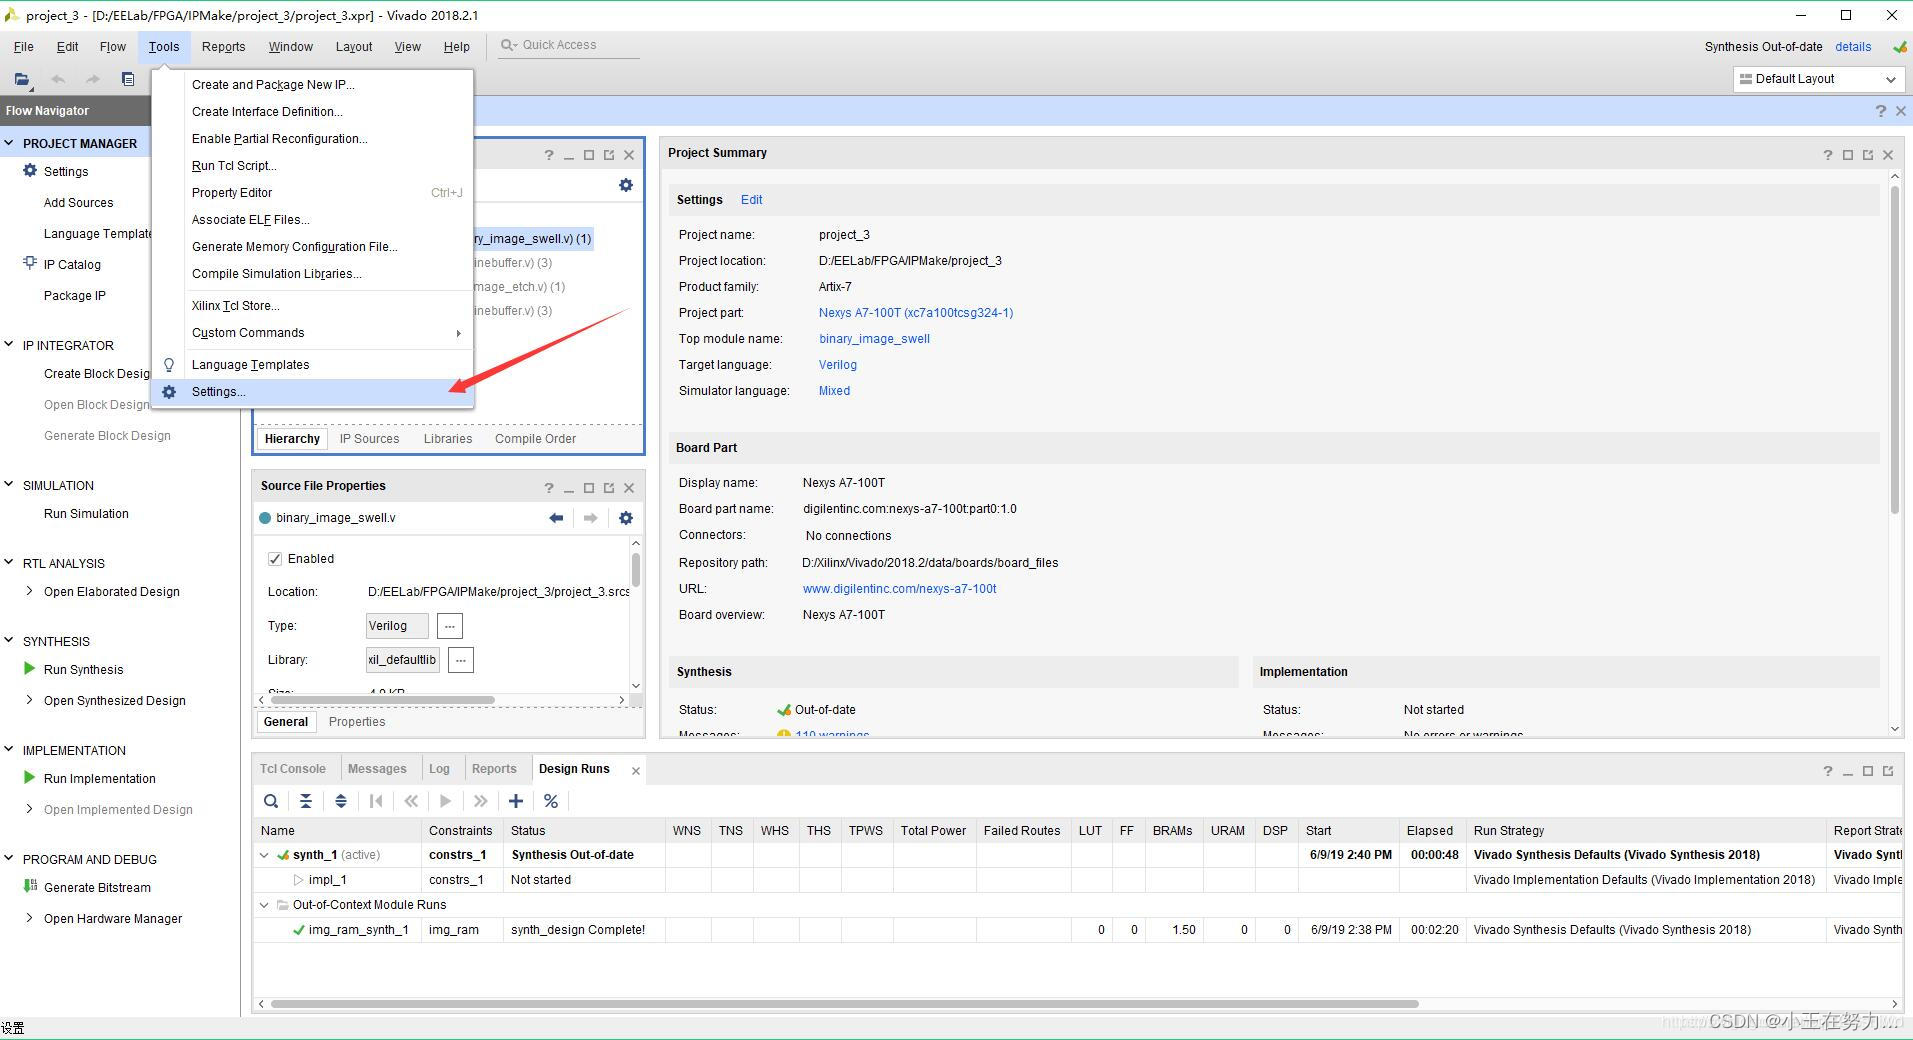 project_3 - [D:/EELab/FPGA/IPMake/project_3/project_3.xpr] - Vivado 2018.2.1
File Edit Flow Tools Reports Window Layout View Help Quick Access
Synthesis Out-of-date details
Default Layout
Flow Navigator
PROJECT MANAGER
Settings
Add Sources
Language Template
IP Catalog
Package IP
IP INTEGRATOR
Create Block Desig
Open Block Design
Generate Block Design
SIMULATION
Run Simulation
RTL ANALYSIS
Open Elaborated Design
SYNTHESIS
Run Synthesis
Open Synthesized Design
IMPLEMENTATION
Run Implementation
Open Implemented Design
PROGRAM AND DEBUG
Generate Bitstream
Open Hardware Manager
Create and Package New IP...
Create Interface Definition...
Enable Partial Reconfiguration...
Run Tcl Script...
Property Editor Ctrl+J
Associate ELF Files...
Generate Memory Configuration File...
Compile Simulation Libraries...
Xilinx Tcl Store...
Custom Commands
Language Templates
Settings...
ry_image_swell.v) (1)
inebuffer.v) (3)
mage_etch.v) (1)
inebuffer.v) (3)
Hierarchy IP Sources Libraries Compile Order
Source File Properties
binary_image_swell.v
Enabled
Location: D:/EELab/FPGA/IPMake/project_3/project_3.srcs
Type: Verilog ...
Library: xil_defaultlib ...
Size: 4.9 KB
General Properties
Project Summary
Settings Edit
Project name: project_3
Project location: D:/EELab/FPGA/IPMake/project_3
Product family: Artix-7
Project part: Nexys A7-100T (xc7a100tcsg324-1)
Top module name: binary_image_swell
Target language: Verilog
Simulator language: Mixed
Board Part
Display name: Nexys A7-100T
Board part name: digilentinc.com:nexys-a7-100t:part0:1.0
Connectors: No connections
Repository path: D:/Xilinx/Vivado/2018.2/data/boards/board_files
URL: www.digilentinc.com/nexys-a7-100t
Board overview: Nexys A7-100T
Synthesis Implementation
Status: Out-of-date Status: Not started
Messages: 110 warnings Messages: No errors or warnings
Tcl Console Messages Log Reports Design Runs
Name Constraints Status WNS TNS WHS THS TPWS Total Power Failed Routes LUT FF BRAMs URAM DSP Start Elapsed Run Strategy Report Strate
synth_1 (active) constrs_1 Synthesis Out-of-date 6/9/19 2:40 PM 00:00:48 Vivado Synthesis Defaults (Vivado Synthesis 2018) Vivado Synth
impl_1 constrs_1 Not started Vivado Implementation Defaults (Vivado Implementation 2018) Vivado Imple
Out-of-Context Module Runs
img_ram_synth_1 img_ram synth_design Complete! 0 0 1.50 0 0 6/9/19 2:38 PM 00:02:20 Vivado Synthesis Defaults (Vivado Synthesis 2018) Vivado Synth
设置
CSDN @小王在努力...